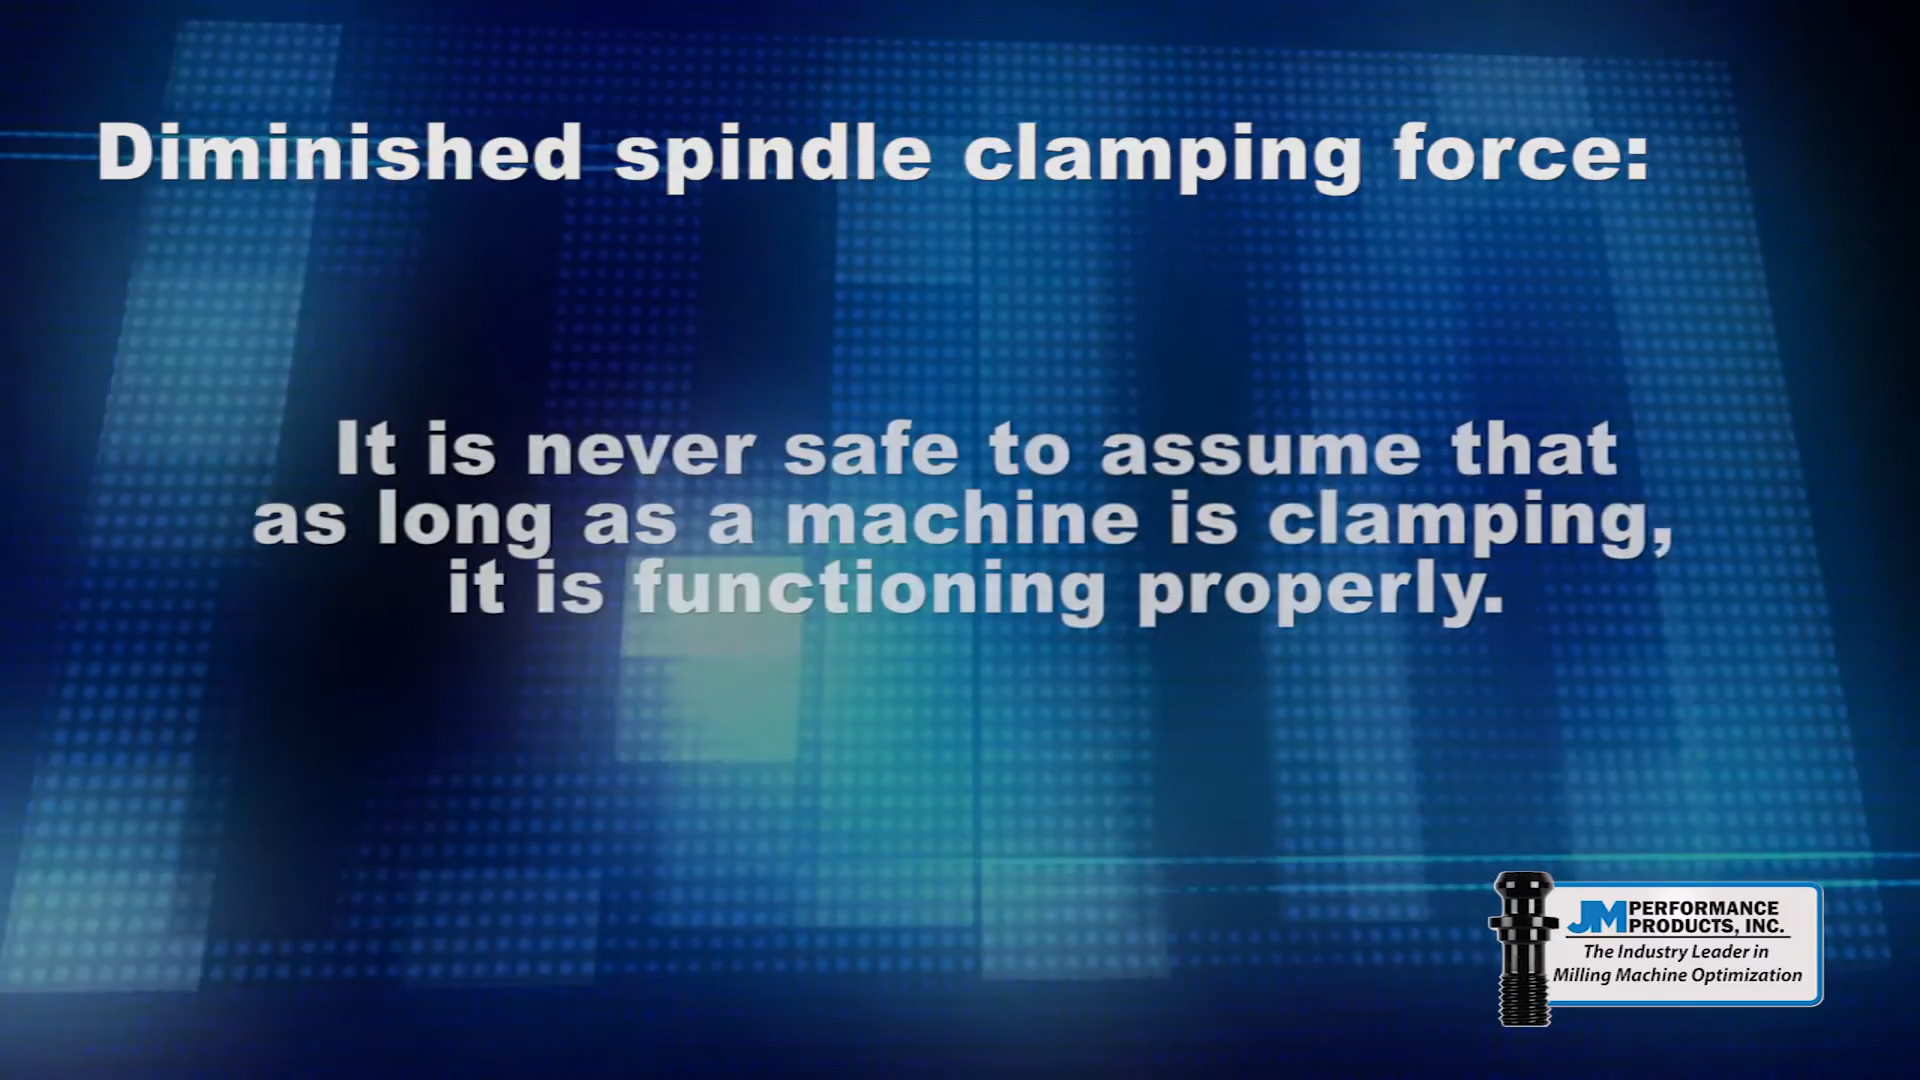 Diminished spindle clamping force:
It is never safe to assume that
as long as a machine is clamping,
it is functioning properly.
JM PERFORMANCE
PRODUCTS, INC.
The Industry Leader in
Milling Machine Optimization